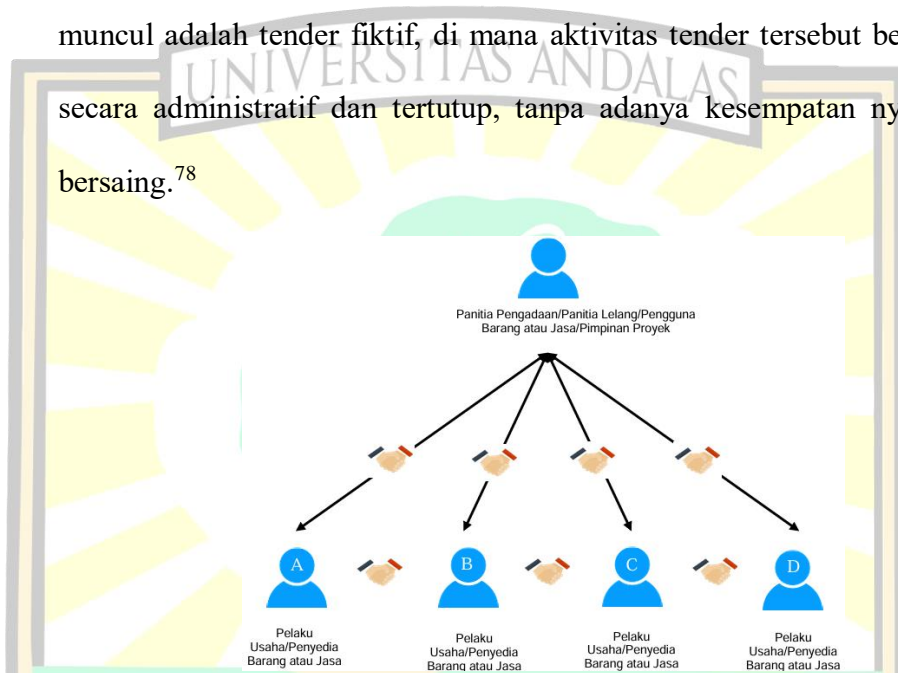 muncul adalah tender fiktif, di mana aktivitas tender tersebut be
UNIVERSITAS ANDALAS
secara administratif dan tertutup, tanpa adanya kesempatan ny
bersaing.78
Panitia Pengadaan/Panitia Lelang/Pengguna
Barang atau Jasa/Pimpinan Proyek
A
B
C
D
Pelaku
Usaha/Penyedia
Barang atau Jasa
Pelaku
Usaha/Penyedia
Barang atau Jasa
Pelaku
Usaha/Penyedia
Barang atau Jasa
Pelaku
Usaha/Penyedia
Barang atau Jasa